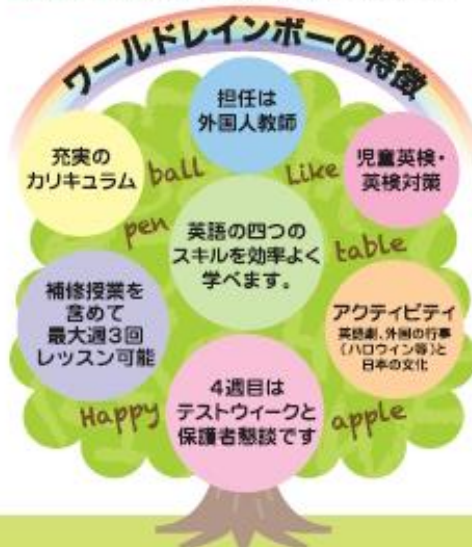 ワールドレインボーの特徴
担任は
外国人教師
充実の
カリキュラム
ball
Like
児童英検・
英検対策
pen
英語の四つの
スキルを効率よく
学べます。
table
補修授業を
含めて
最大週3回
レッスン可能
アクティビティ
英語劇、外国の行事
(ハロウイン等)と
日本の文化
Happy
4週目は
テストウィークと
保護者懇談です
apple